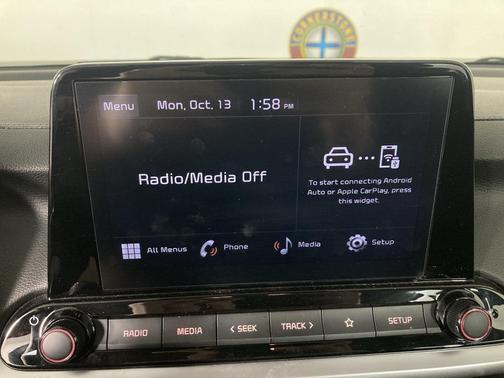 CORNERSTONE
Menu Mon, Oct, 13 1:58 PM
Radio/Media Off
To start connecting Android
Auto or Apple CarPlay, press
this widget.
All Menus Phone Media Setup
RADIO MEDIA < SEEK TRACK > SETUP